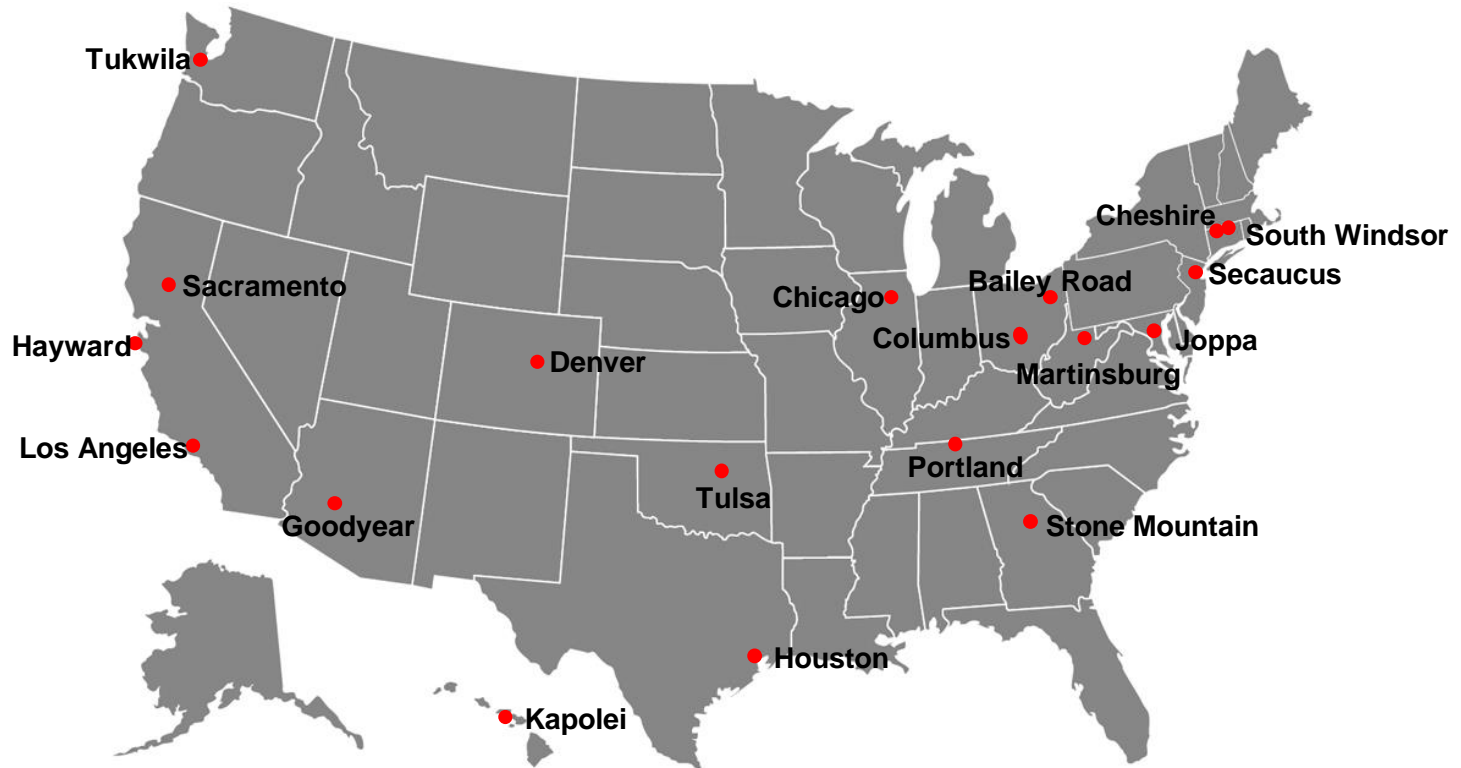 Tukwila
Cheshire
South Windsor
Secaucus
Bailey Road
Sacramento
Chicago
Columbus
Joppa
Hayward
Denver
Martinsburg
Los Angeles
Portland
Tulsa
Goodyear
Stone Mountain
Houston
Kapolei